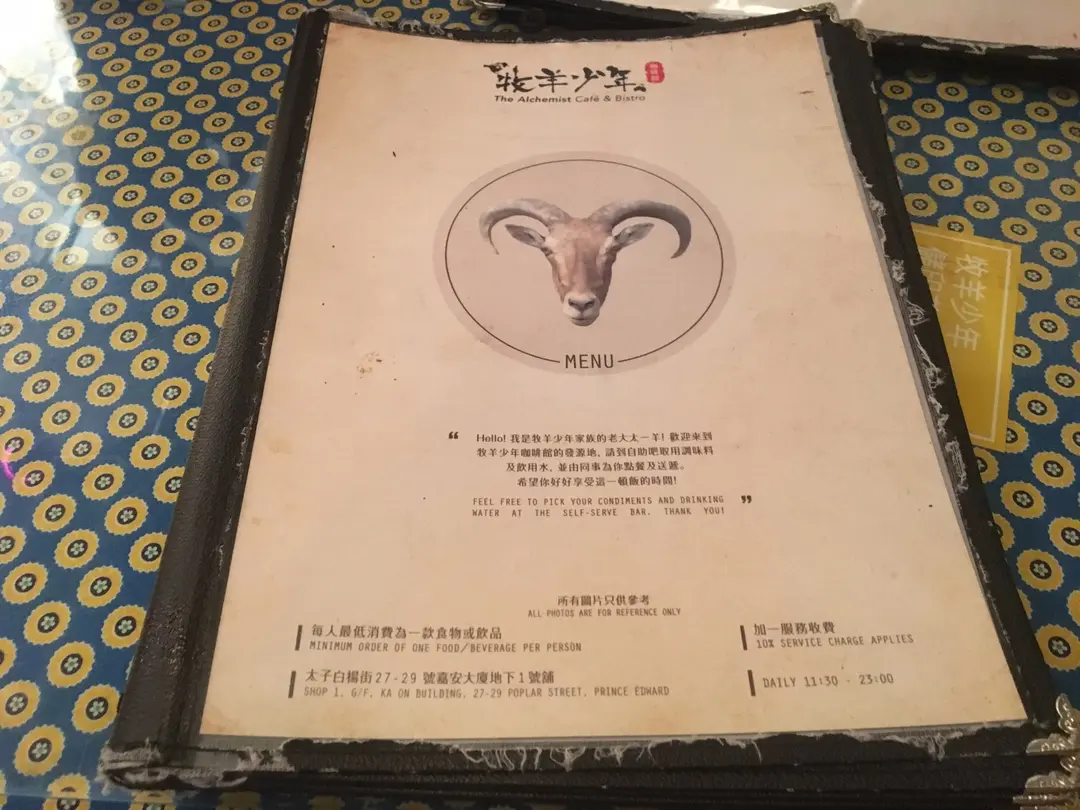 牧羊少年
咖啡館
The Alchemist Café & Bistro
MENU
“ Hello! 我是牧羊少年家族的老大太一羊! 歡迎來到
牧羊少年咖啡館的發源地, 請到自助吧取用調味料
及飲用水, 並由同事為你點餐及送遞。
希望你好好享受這一頓飯的時間!
FEEL FREE TO PICK YOUR CONDIMENTS AND DRINKING
WATER AT THE SELF-SERVE BAR. THANK YOU! ”
所有圖片只供參考
ALL PHOTOS ARE FOR REFERENCE ONLY
每人最低消費為一款食物或飲品
MINIMUM ORDER OF ONE FOOD/BEVERAGE PER PERSON
加一服務收費
10% SERVICE CHARGE APPLIES
太子白楊街27-29 號嘉安大廈地下1號舖
SHOP 1, G/F, KA ON BUILDING, 27-29 POPLAR STREET, PRINCE EDWARD
DAILY 11:30 - 23:00
牧羊少年